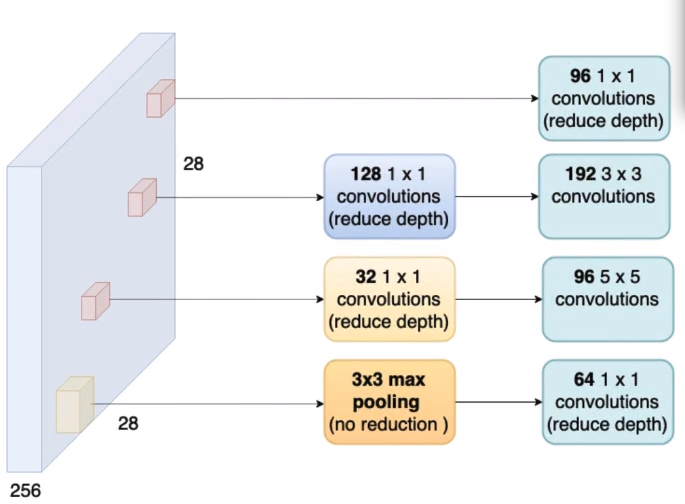 96 1 x 1
convolutions
(reduce depth)
28
128 1 x 1
convolutions
(reduce depth)
192 3 x 3
convolutions
32 1 x 1
convolutions
(reduce depth)
96 5 x 5
convolutions
3x3 max
pooling
(no reduction )
64 1 x 1
convolutions
(reduce depth)
28
256